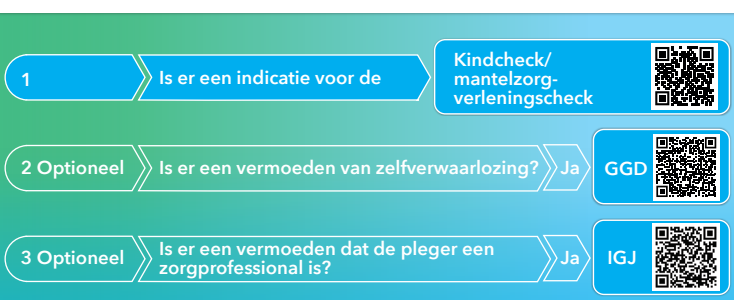 1 Is er een indicatie voor de Kindcheck/
mantelzorg-
verleningscheck
2 Optioneel Is er een vermoeden van zelfverwaarlozing? Ja GGD
3 Optioneel Is er een vermoeden dat de pleger een
zorgprofessional is? Ja IGJ